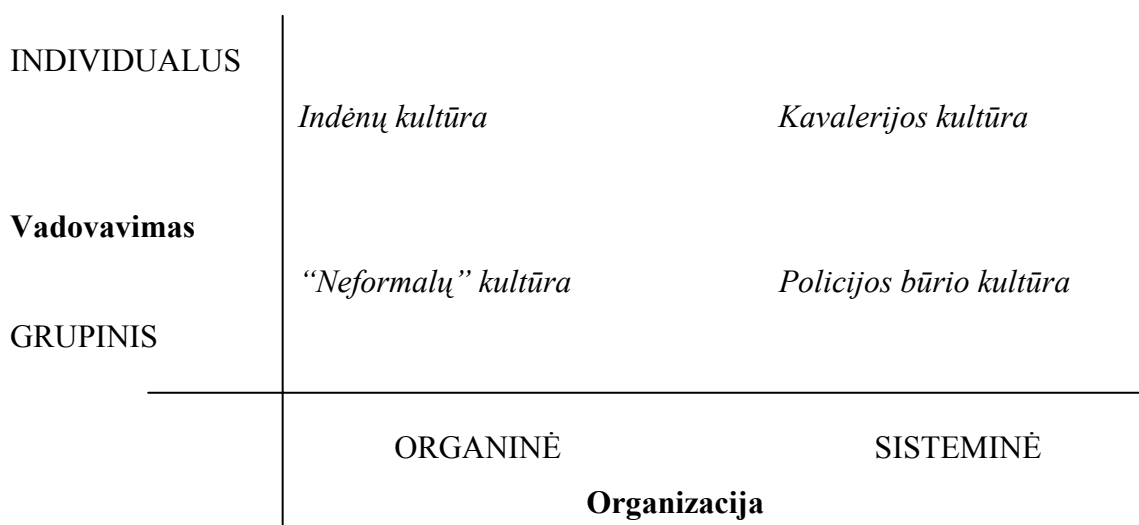 INDIVIDUALUS
Indėnų kultūra Kavalerijos kultūra
Vadovavimas
“Neformalų” kultūra Policijos būrio kultūra
GRUPINIS
ORGANINĖ SISTEMINĖ
Organizacija